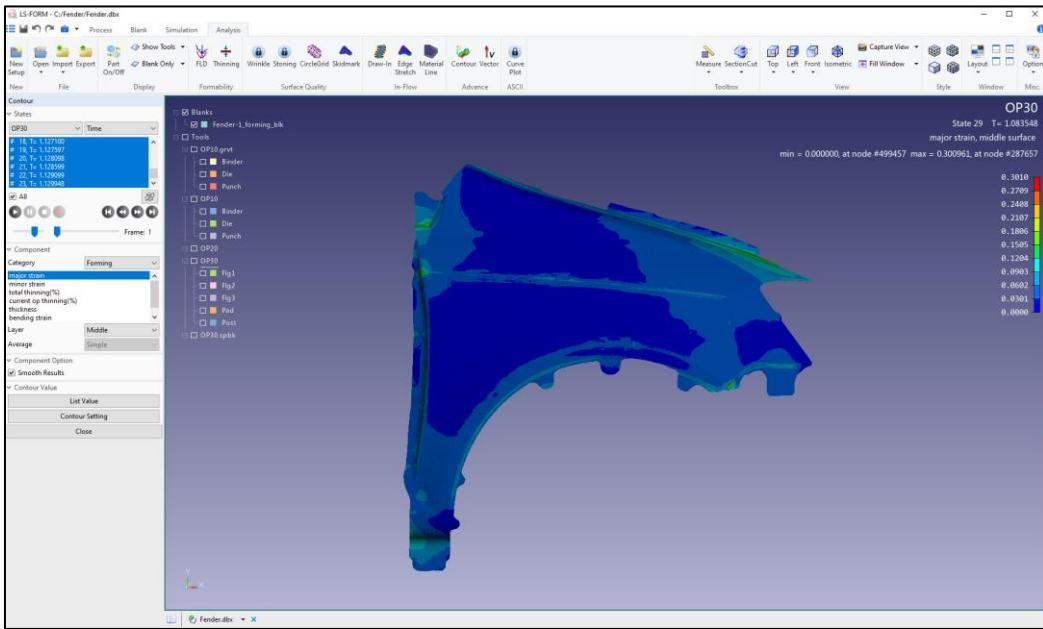 LS-FORM - C:/Fender/Fender.dbx
Process Blank Simulation Analysis
New Setup Open Import Export Part On/Off Show Tools Blank Only FLD Thinning Winkle Stoning CircleGrid Skidmark Draw-In Edge Stretch Material Line Contour Vector Curve Plot Measure SectionCut Top Left Front Isometric Capture View Fill Window Layout Option
New File Display Formability Surface Quality In-Flow Advance ASCII Toolbox View Style Window Misc.
Contour
States
OP30 Time
# 18, T= 1.127100
# 19, T= 1.127597
# 20, T= 1.128098
# 21, T= 1.128599
# 22, T= 1.129099
# 23, T= 1.129948
All
Frame: 1
Component
Category Forming
major strain
minor strain
total thinning(%)
current op thinning(%)
thickness
bending strain
Layer Middle
Average Simple
Component Option
Smooth Results
Contour Value
List Value
Contour Setting
Close
Blanks
Fender-1_forming_blk
Tools
OP10.grvt
Binder
Die
Punch
OP10
Binder
Die
Punch
OP20
OP30
Flg1
Flg2
Flg3
Pad
Post
OP30.spbk
OP30
State 29 T= 1.083548
major strain, middle surface
min = 0.000000, at node #499457 max = 0.300961, at node #287657
0.3010
0.2709
0.2408
0.2107
0.1806
0.1505
0.1204
0.0903
0.0602
0.0301
0.0000
Y
X
Fender.dbx